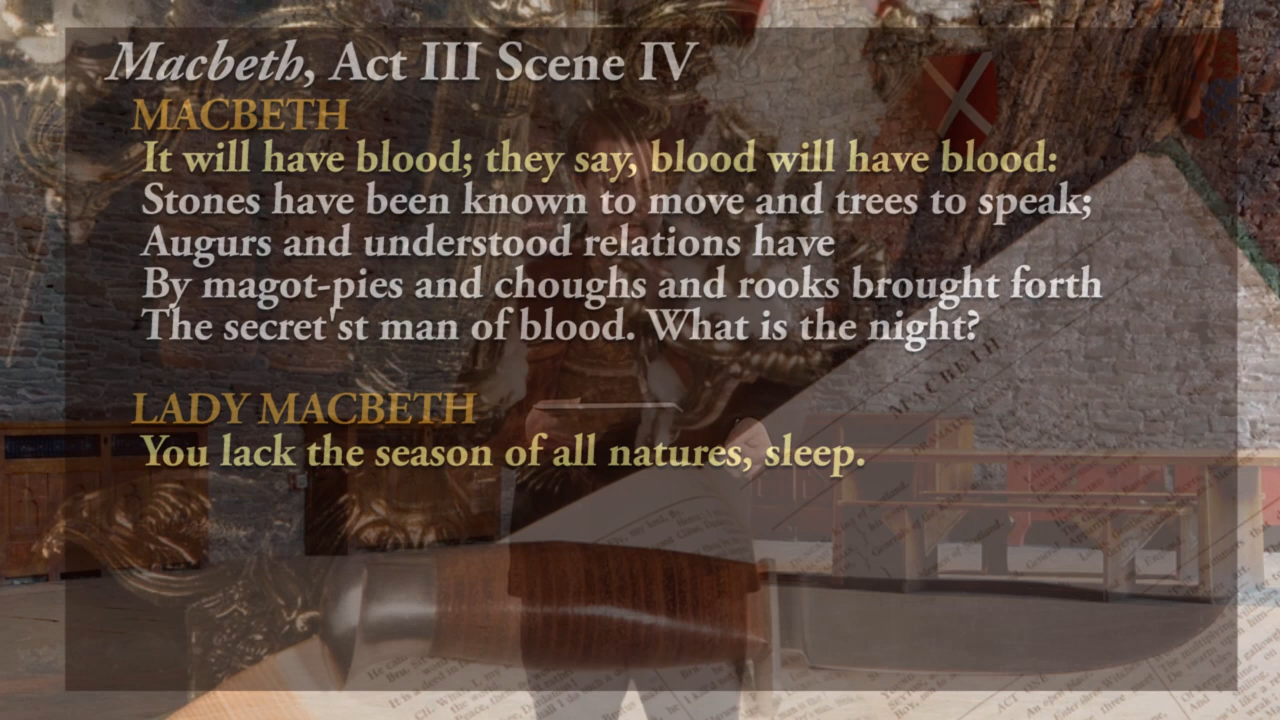 Macbeth, Act III Scene IV
MACBETH
It will have blood; they say, blood will have blood:
Stones have been known to move and trees to speak;
Augurs and understood relations have
By magot-pies and choughs and rooks brought forth
The secret'st man of blood. What is the night?
LADY MACBETH
You lack the season of all natures, sleep.
MACBETH